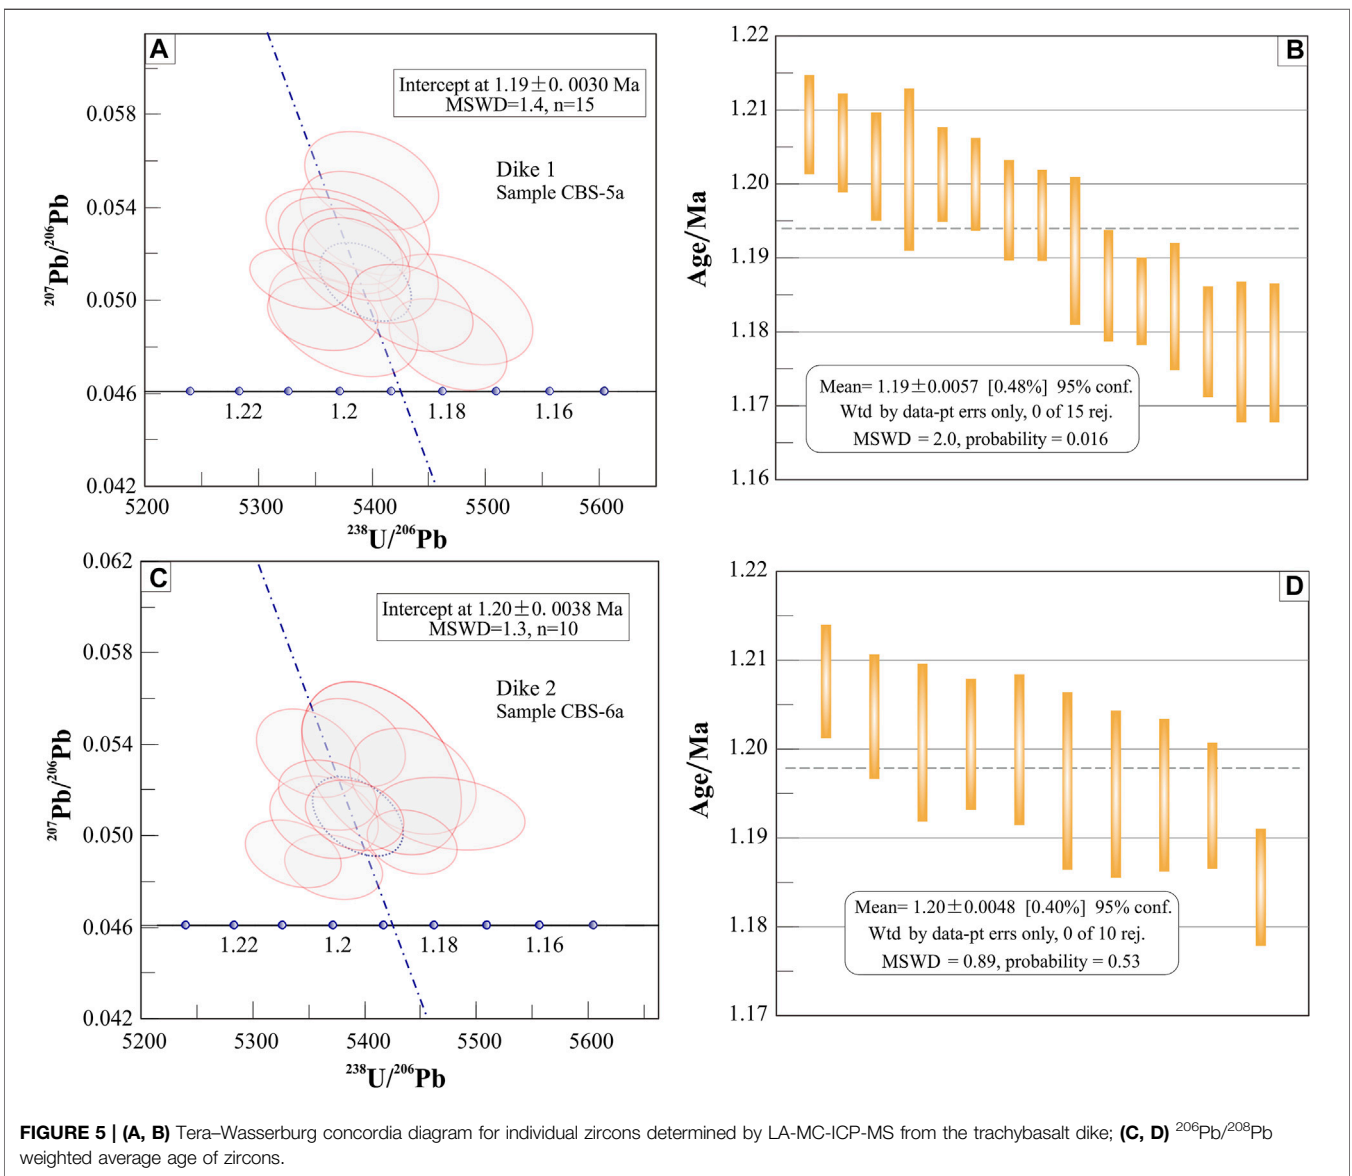 A
0.058
0.054
0.050
0.046
0.042
²⁰⁷Pb/²⁰⁶Pb
Intercept at 1.19±0. 0030 Ma
MSWD=1.4, n=15
Dike 1
Sample CBS-5a
1.22 1.2 1.18 1.16
5200 5300 5400 5500 5600
²³⁸U/²⁰⁶Pb
B
1.22
1.21
1.20
1.19
1.18
1.17
1.16
Age/Ma
Mean= 1.19±0.0057 [0.48%] 95% conf.
Wtd by data-pt errs only, 0 of 15 rej.
MSWD = 2.0, probability = 0.016
C
0.062
0.058
0.054
0.050
0.046
0.042
²⁰⁷Pb/²⁰⁶Pb
Intercept at 1.20±0. 0038 Ma
MSWD=1.3, n=10
Dike 2
Sample CBS-6a
1.22 1.2 1.18 1.16
5200 5300 5400 5500 5600
²³⁸U/²⁰⁶Pb
D
1.22
1.21
1.20
1.19
1.18
1.17
Age/Ma
Mean= 1.20±0.0048 [0.40%] 95% conf.
Wtd by data-pt errs only, 0 of 10 rej.
MSWD = 0.89, probability = 0.53
FIGURE 5 | (A, B) Tera–Wasserburg concordia diagram for individual zircons determined by LA-MC-ICP-MS from the trachybasalt dike; (C, D) ²⁰⁶Pb/²⁰⁸Pb
weighted average age of zircons.